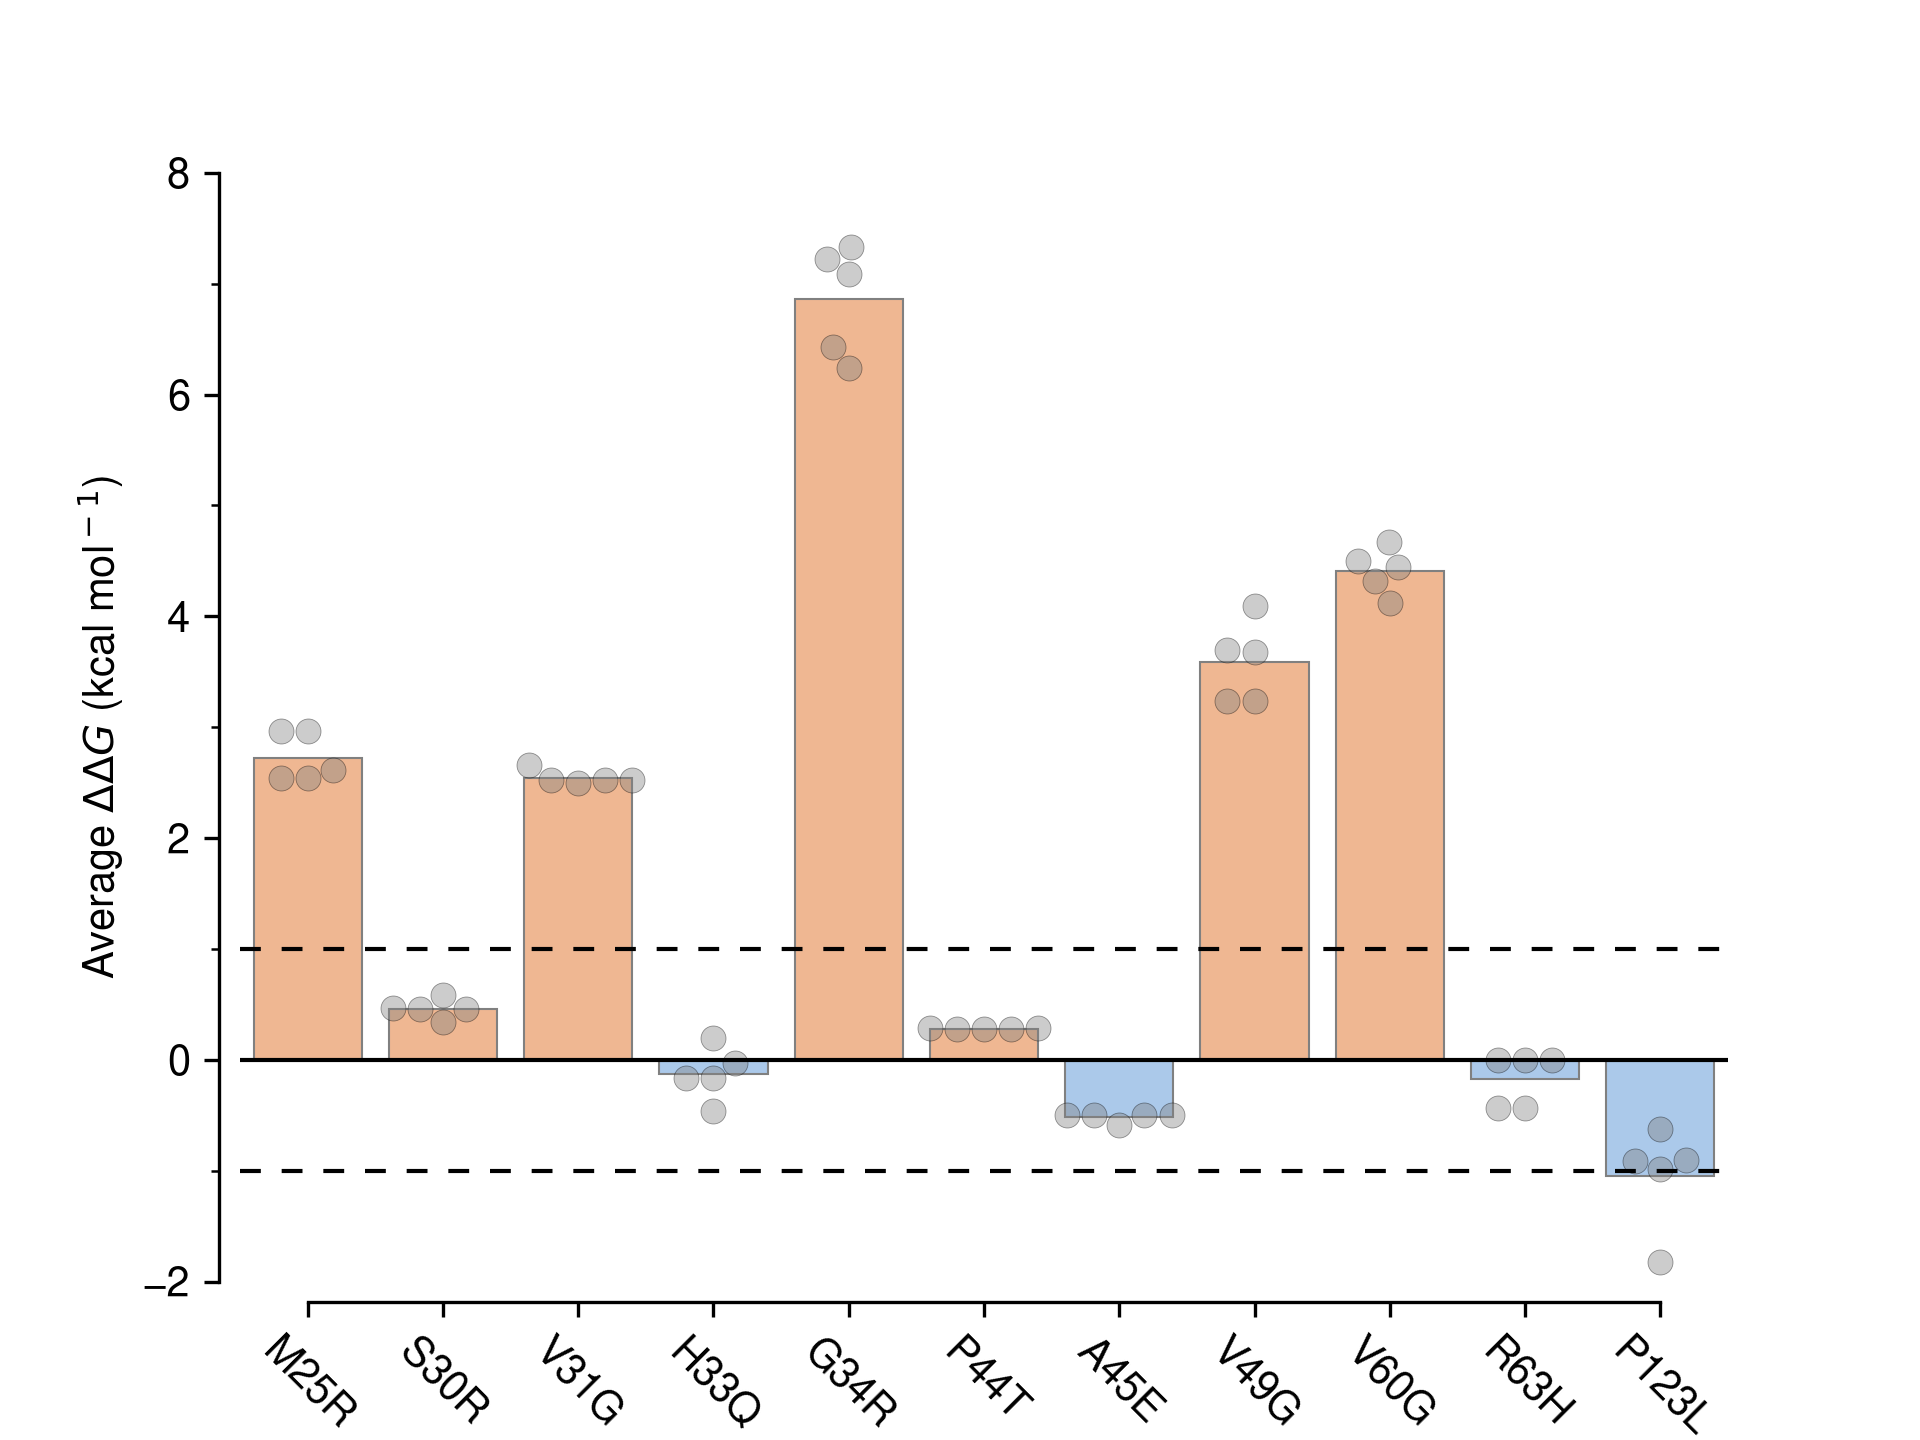 8
6
4
2
0
−2
Average ΔΔG (kcal mol⁻¹)
M25R
S30R
V31G
H33Q
G34R
P44T
A45E
V49G
V60G
R63H
P123L